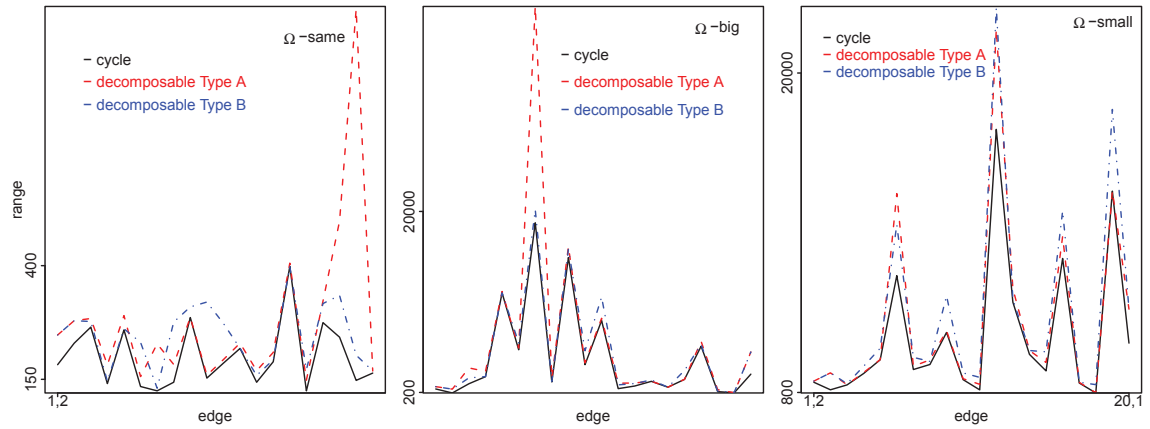 Ω-same
– cycle
– decomposable Type A
– decomposable Type B
range
400
150
1,2
edge
Ω-big
– cycle
– decomposable Type A
– decomposable Type B
20000
200
edge
Ω-small
– cycle
– decomposable Type A
– decomposable Type B
20000
800
1,2
20,1
edge